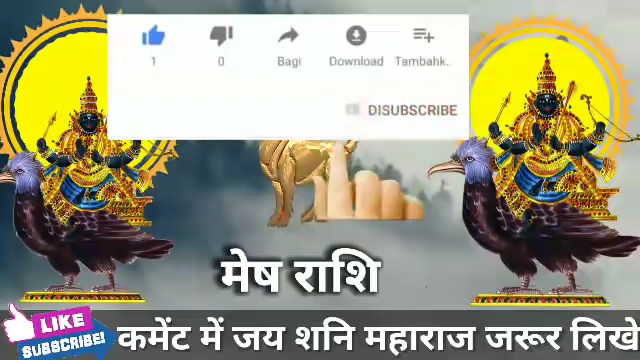 1 0 Bagi Download Tambahk..
DISUBSCRIBE
मेष राशि
LIKE
SUBSCRIBE!
कमेंट में जय शनि महाराज जरूर लिखे